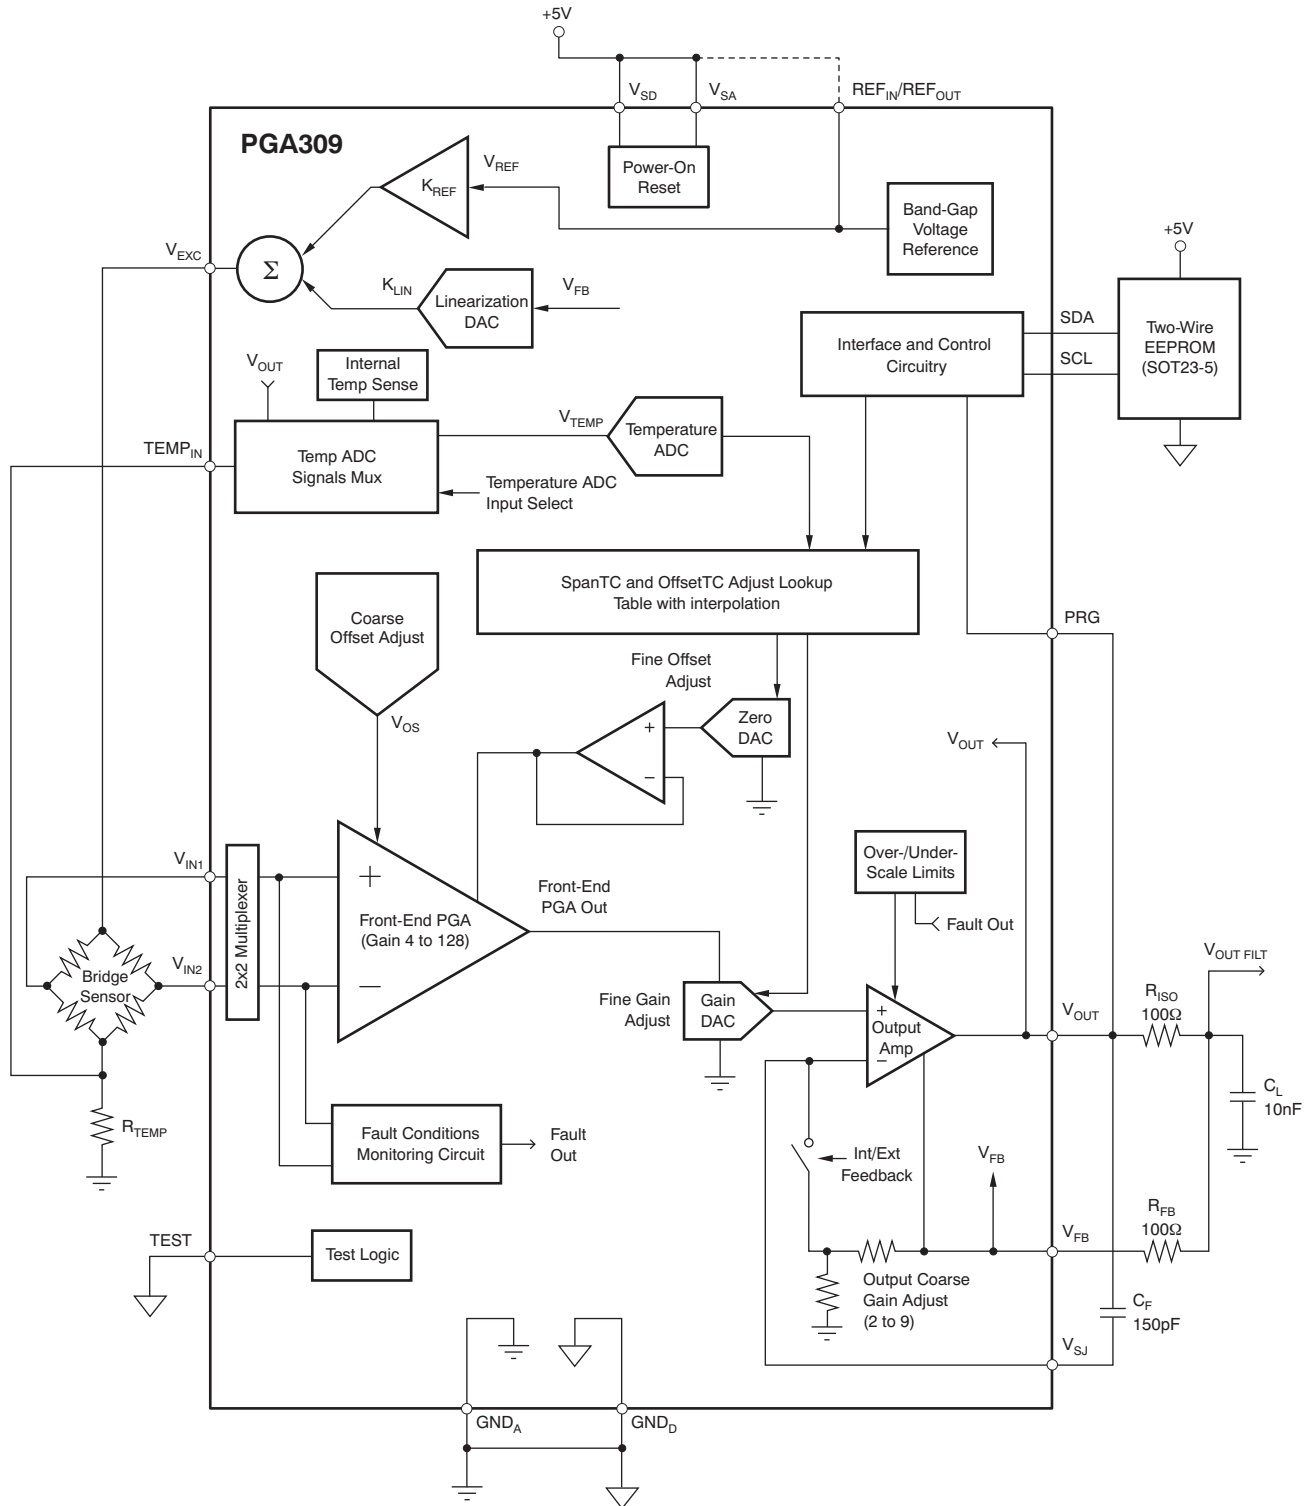 +5V
V_SD
V_SA
REF_IN/REF_OUT
PGA309
Power-On
Reset
V_REF
K_REF
Band-Gap
Voltage
Reference
+5V
V_EXC
Σ
K_LIN
Linearization
DAC
V_FB
Interface and Control
Circuitry
SDA
SCL
Two-Wire
EEPROM
(SOT23-5)
V_OUT
Internal
Temp Sense
V_TEMP
Temperature
ADC
TEMP_IN
Temp ADC
Signals Mux
Temperature ADC
Input Select
SpanTC and OffsetTC Adjust Lookup
Table with interpolation
PRG
Coarse
Offset Adjust
V_OS
Fine Offset
Adjust
+
−
Zero
DAC
V_OUT
Over-/Under-
Scale Limits
Fault Out
V_IN1
V_IN2
2x2 Multiplexer
+
−
Front-End PGA
(Gain 4 to 128)
Front-End
PGA Out
Bridge
Sensor
Fine Gain
Adjust
Gain
DAC
+
Output
Amp
−
V_OUT
R_ISO
100Ω
V_OUT FILT
C_L
10nF
R_TEMP
Fault Conditions
Monitoring Circuit
Fault
Out
Int/Ext
Feedback
V_FB
V_FB
R_FB
100Ω
TEST
Test Logic
Output Coarse
Gain Adjust
(2 to 9)
C_F
150pF
V_SJ
GND_A
GND_D